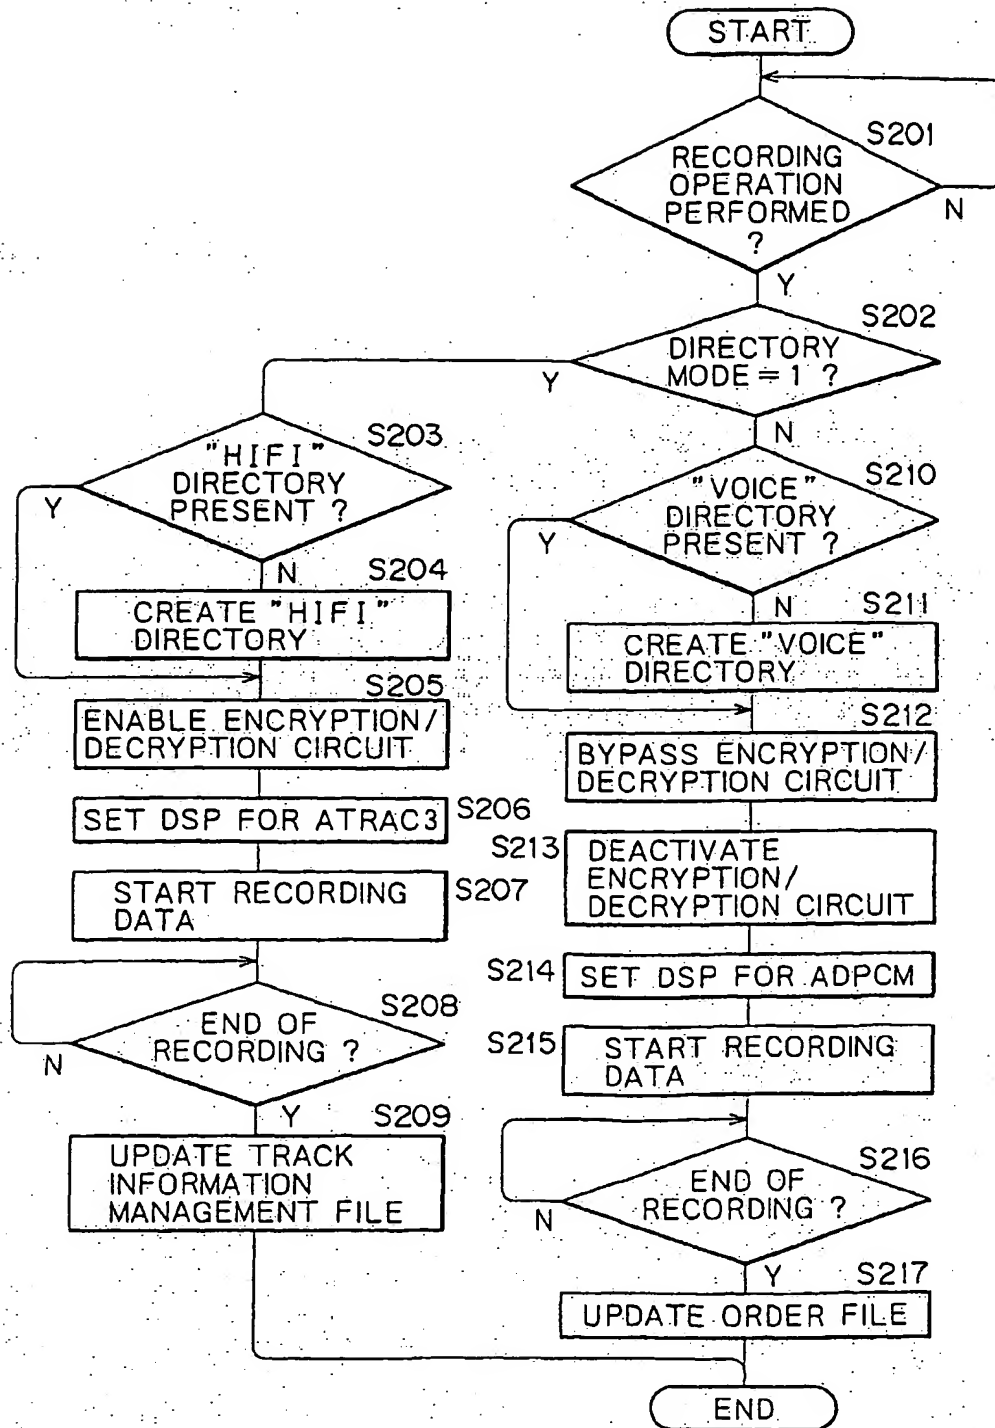 START
S201
RECORDING
OPERATION
PERFORMED
?
N
Y
S202
DIRECTORY
MODE = 1 ?
Y
N
S203
"HIFI"
DIRECTORY
PRESENT ?
Y
N
S204
CREATE "HIFI"
DIRECTORY
S205
ENABLE ENCRYPTION/
DECRYPTION CIRCUIT
SET DSP FOR ATRAC3
S206
START RECORDING
DATA
S207
S208
END OF
RECORDING ?
N
Y
S209
UPDATE TRACK
INFORMATION
MANAGEMENT FILE
S210
"VOICE"
DIRECTORY
PRESENT ?
Y
N
S211
CREATE "VOICE"
DIRECTORY
S212
BYPASS ENCRYPTION/
DECRYPTION CIRCUIT
S213
DEACTIVATE
ENCRYPTION/
DECRYPTION CIRCUIT
S214
SET DSP FOR ADPCM
S215
START RECORDING
DATA
S216
END OF
RECORDING ?
N
Y
S217
UPDATE ORDER FILE
END